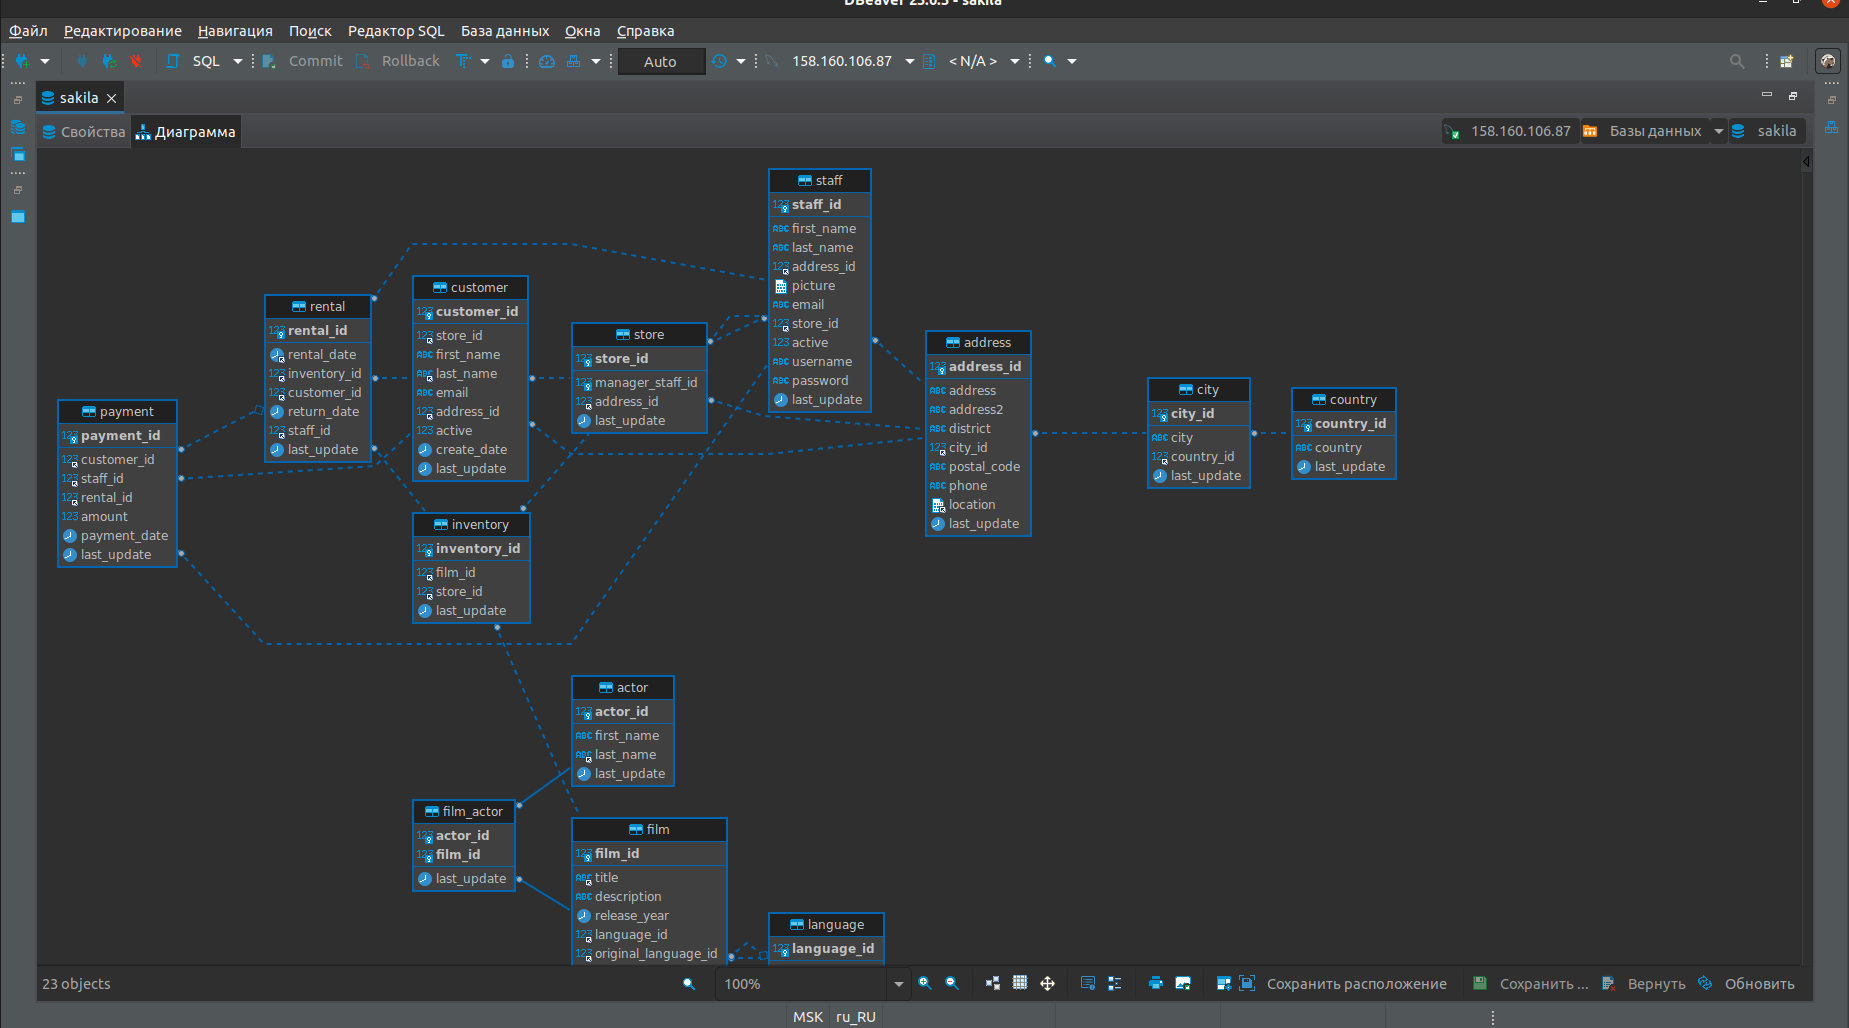 DBeaver 23.0.3 - sakila
Файл Редактирование Навигация Поиск Редактор SQL База данных Окна Справка
SQL Commit Rollback Auto 158.160.106.87 < N/A >
sakila
Свойства Диаграмма 158.160.106.87 Базы данных sakila
staff
staff_id
first_name
last_name
address_id
picture
email
store_id
active
username
password
last_update
rental
rental_id
rental_date
inventory_id
customer_id
return_date
staff_id
last_update
customer
customer_id
store_id
first_name
last_name
email
address_id
active
create_date
last_update
store
store_id
manager_staff_id
address_id
last_update
address
address_id
address
address2
district
city_id
postal_code
phone
location
last_update
city
city_id
city
country_id
last_update
country
country_id
country
last_update
payment
payment_id
customer_id
staff_id
rental_id
amount
payment_date
last_update
inventory
inventory_id
film_id
store_id
last_update
actor
actor_id
first_name
last_name
last_update
film_actor
actor_id
film_id
last_update
film
film_id
title
description
release_year
language_id
original_language_id
language
language_id
23 objects 100% Сохранить расположение Сохранить ... Вернуть Обновить
MSK ru_RU